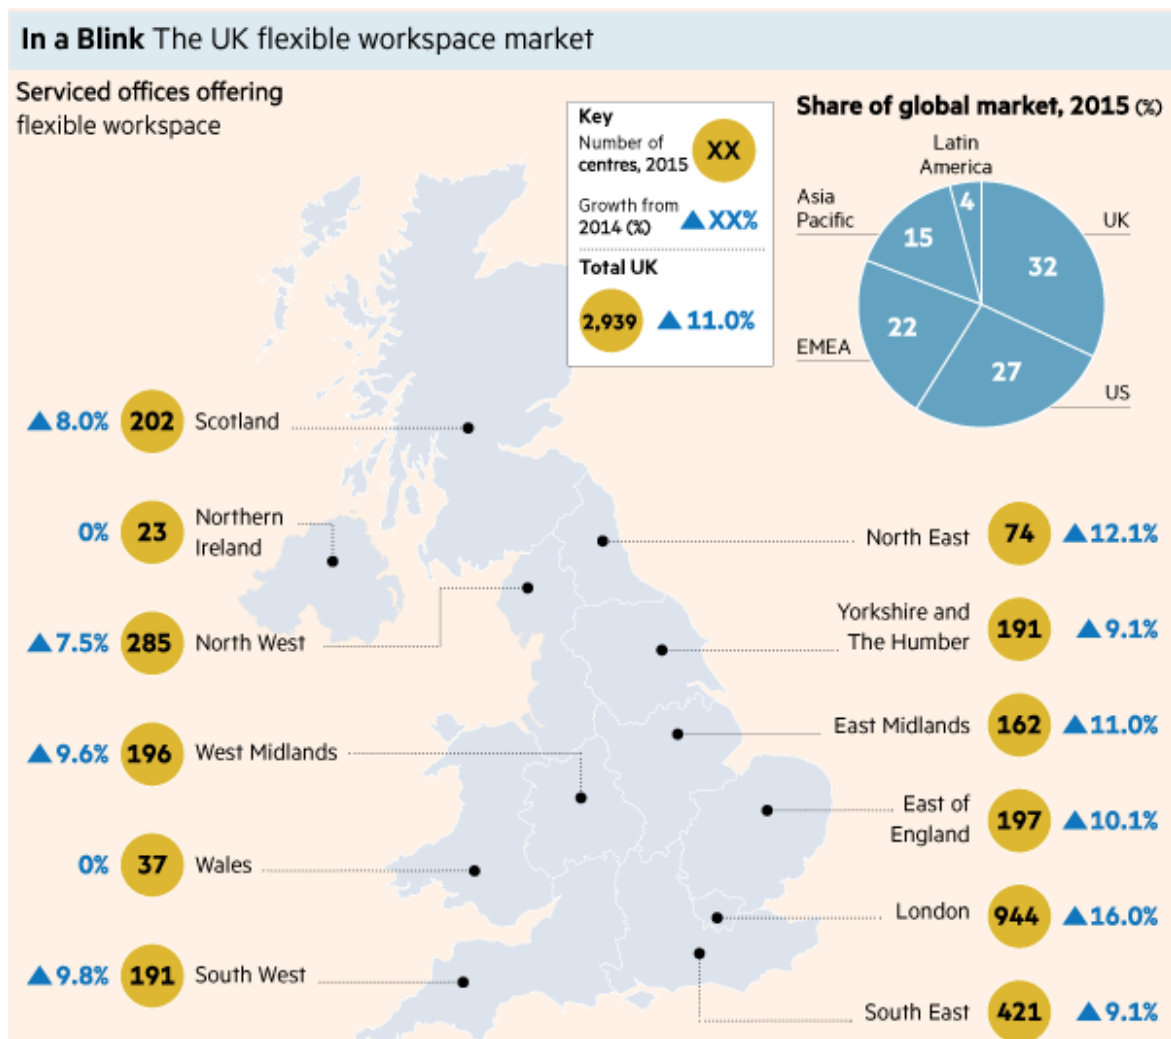 In a Blink The UK flexible workspace market
Serviced offices offering
flexible workspace
Key
Number of
centres, 2015
XX
Growth from
2014 (%)
▲XX%
Total UK
2,939
▲11.0%
Share of global market, 2015 (%)
Latin
America
4
Asia
Pacific
15
UK
32
EMEA
22
27
US
▲8.0% 202 Scotland
0% 23 Northern
Ireland
▲7.5% 285 North West
▲9.6% 196 West Midlands
0% 37 Wales
▲9.8% 191 South West
North East 74 ▲12.1%
Yorkshire and
The Humber 191 ▲9.1%
East Midlands 162 ▲11.0%
East of
England 197 ▲10.1%
London 944 ▲16.0%
South East 421 ▲9.1%